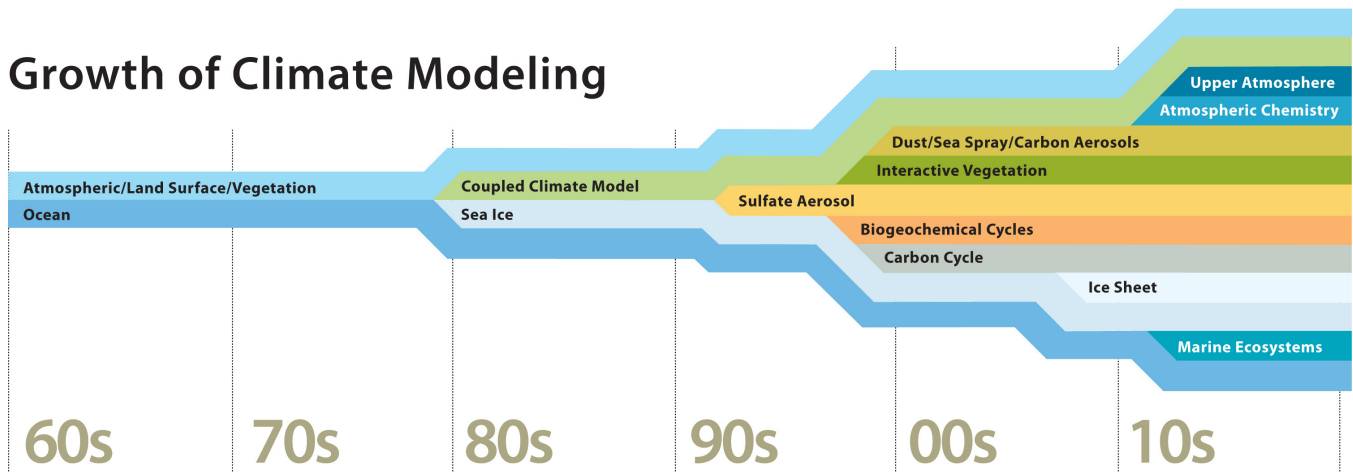 Growth of Climate Modeling
Upper Atmosphere
Atmospheric Chemistry
Dust/Sea Spray/Carbon Aerosols
Interactive Vegetation
Atmospheric/Land Surface/Vegetation
Coupled Climate Model
Sulfate Aerosol
Ocean
Sea Ice
Biogeochemical Cycles
Carbon Cycle
Ice Sheet
Marine Ecosystems
60s
70s
80s
90s
00s
10s